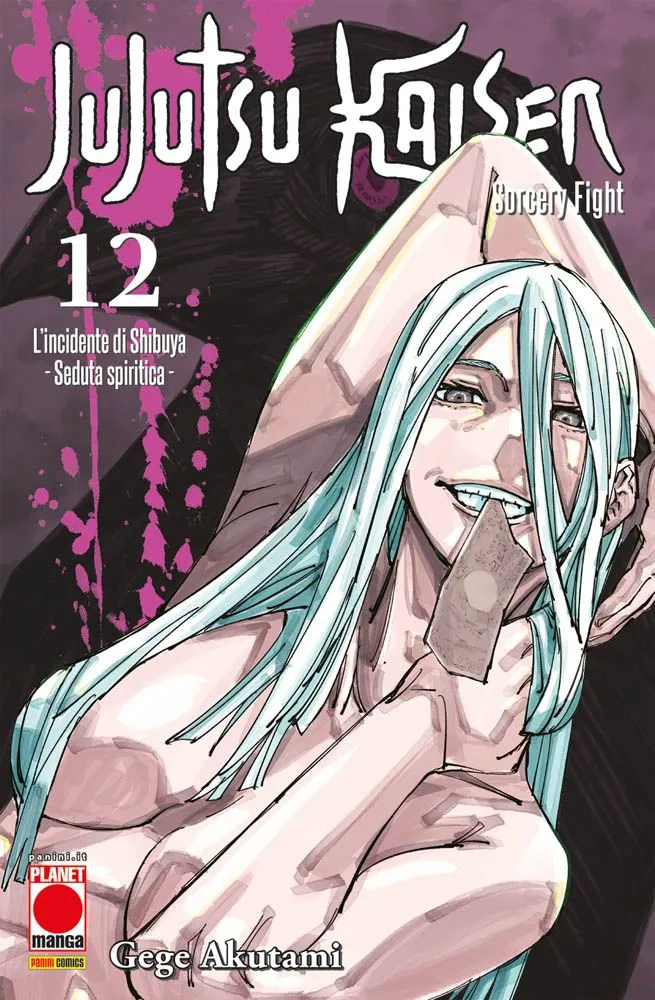 JUJUTSU KAISEN
Sorcery Fight
12
L'incidente di Shibuya
- Seduta spiritica -
panini.it
PLANET
manga
PANINI COMICS
Gege Akutami